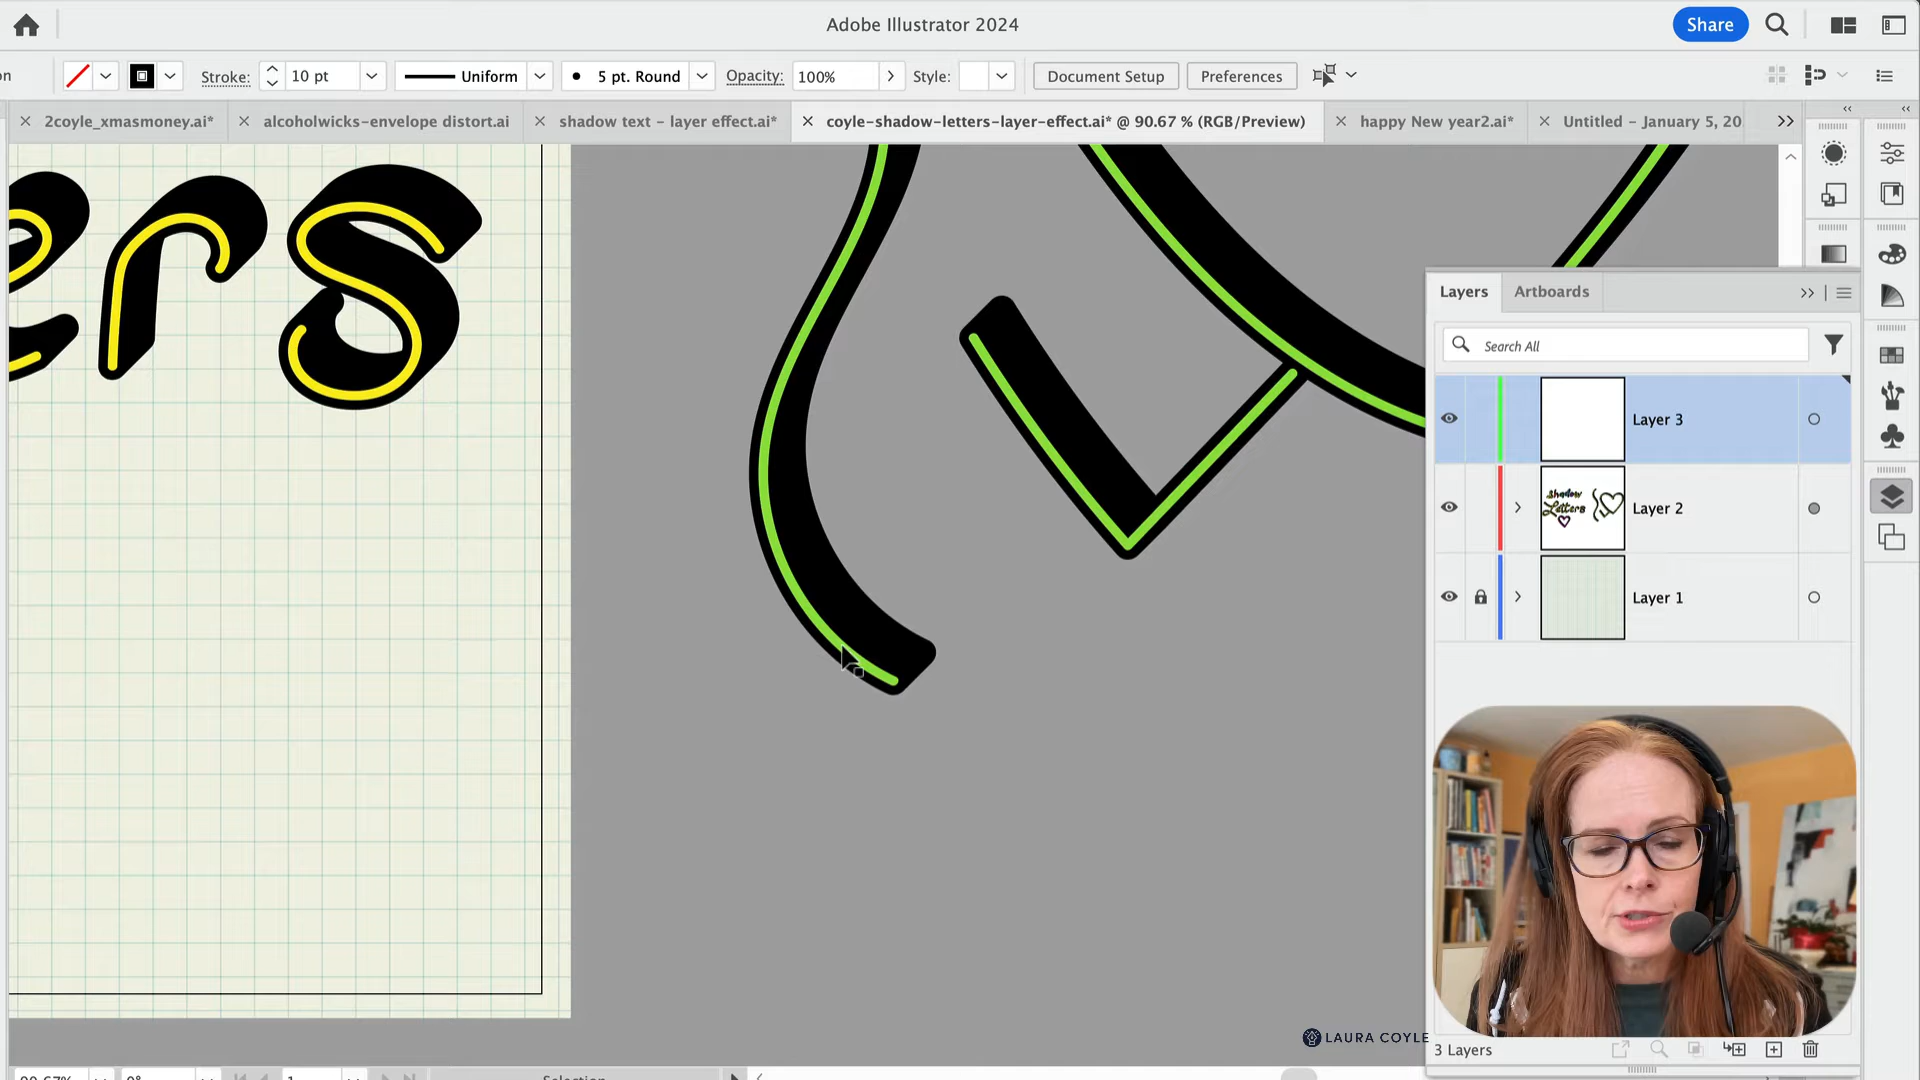 Adobe Illustrator 2024
Share
Stroke:
10 pt
Uniform
5 pt. Round
Opacity:
100%
Style:
Document Setup
Preferences
2coyle_xmasmoney.ai*
alcoholwicks-envelope distort.ai
shadow text – layer effect.ai*
coyle-shadow-letters-layer-effect.ai* @ 90.67 % (RGB/Preview)
happy New year2.ai*
Untitled – January 5, 20
ers
Layers
Artboards
Search All
Layer 3
Shadow
Letters
Layer 2
Layer 1
LAURA COYLE
3 Layers